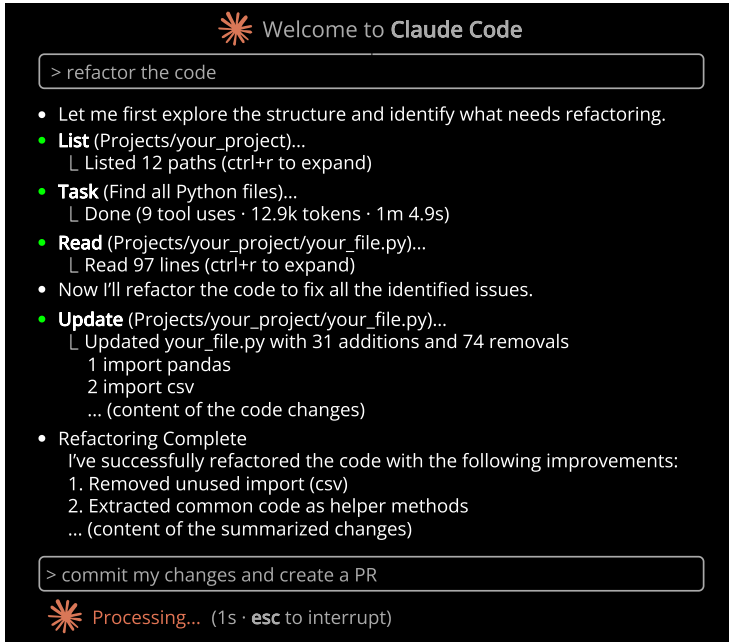 Welcome to Claude Code
> refactor the code
• Let me first explore the structure and identify what needs refactoring.
• List (Projects/your_project)...
⎿ Listed 12 paths (ctrl+r to expand)
• Task (Find all Python files)...
⎿ Done (9 tool uses · 12.9k tokens · 1m 4.9s)
• Read (Projects/your_project/your_file.py)...
⎿ Read 97 lines (ctrl+r to expand)
• Now I’ll refactor the code to fix all the identified issues.
• Update (Projects/your_project/your_file.py)...
⎿ Updated your_file.py with 31 additions and 74 removals
1 import pandas
2 import csv
... (content of the code changes)
• Refactoring Complete
I’ve successfully refactored the code with the following improvements:
1. Removed unused import (csv)
2. Extracted common code as helper methods
... (content of the summarized changes)
> commit my changes and create a PR
Processing... (1s · esc to interrupt)